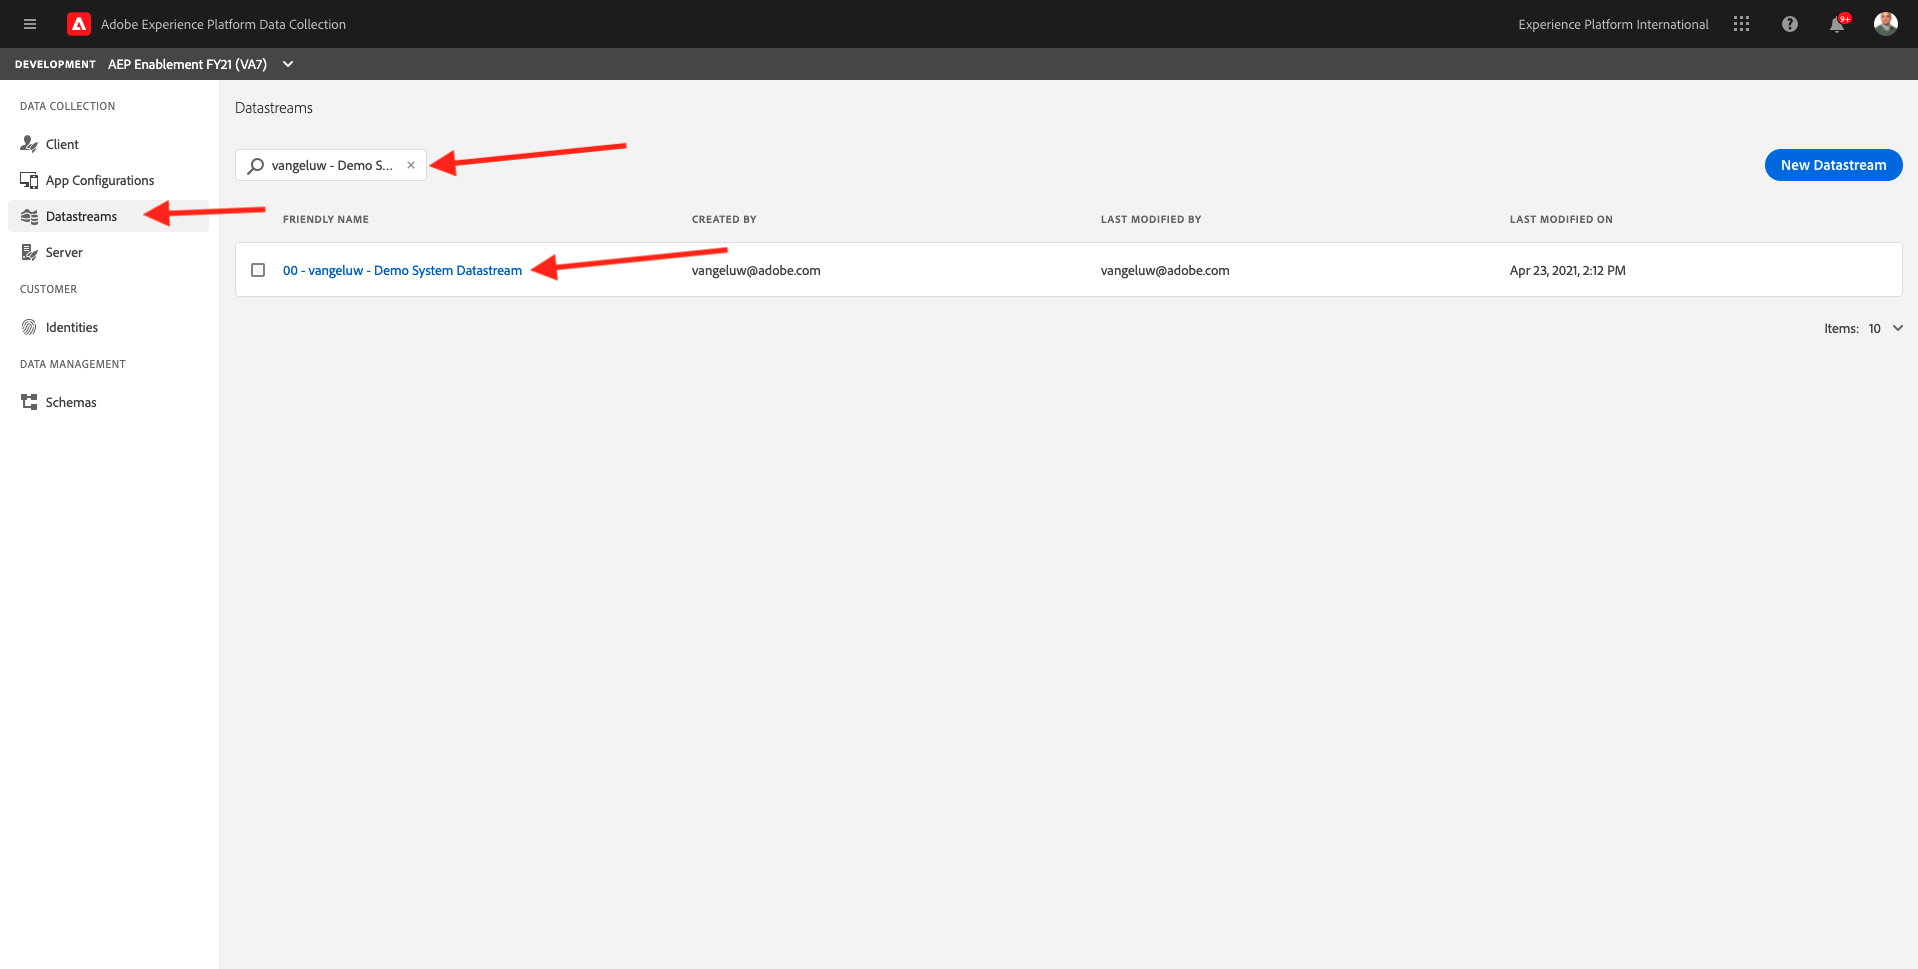 Adobe Experience Platform Data Collection
Experience Platform International
9+
DEVELOPMENT AEP Enablement FY21 (VA7)
DATA COLLECTION
Client
App Configurations
Datastreams
Server
CUSTOMER
Identities
DATA MANAGEMENT
Schemas
Datastreams
vangeluw - Demo S...
New Datastream
FRIENDLY NAME CREATED BY LAST MODIFIED BY LAST MODIFIED ON
00 - vangeluw - Demo System Datastream vangeluw@adobe.com vangeluw@adobe.com Apr 23, 2021, 2:12 PM
Items: 10